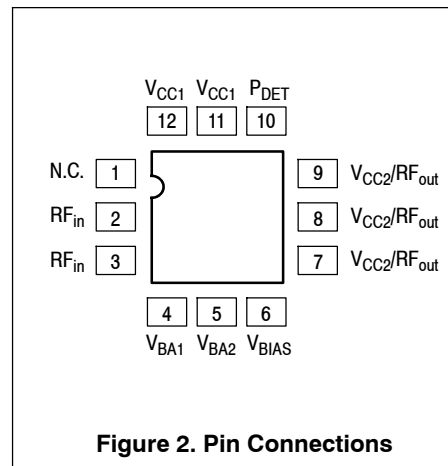 VCC1 VCC1 PDET
12 11 10
N.C. 1 9 VCC2/RFout
RFin 2 8 VCC2/RFout
RFin 3 7 VCC2/RFout
4 5 6
VBA1 VBA2 VBIAS
Figure 2. Pin Connections